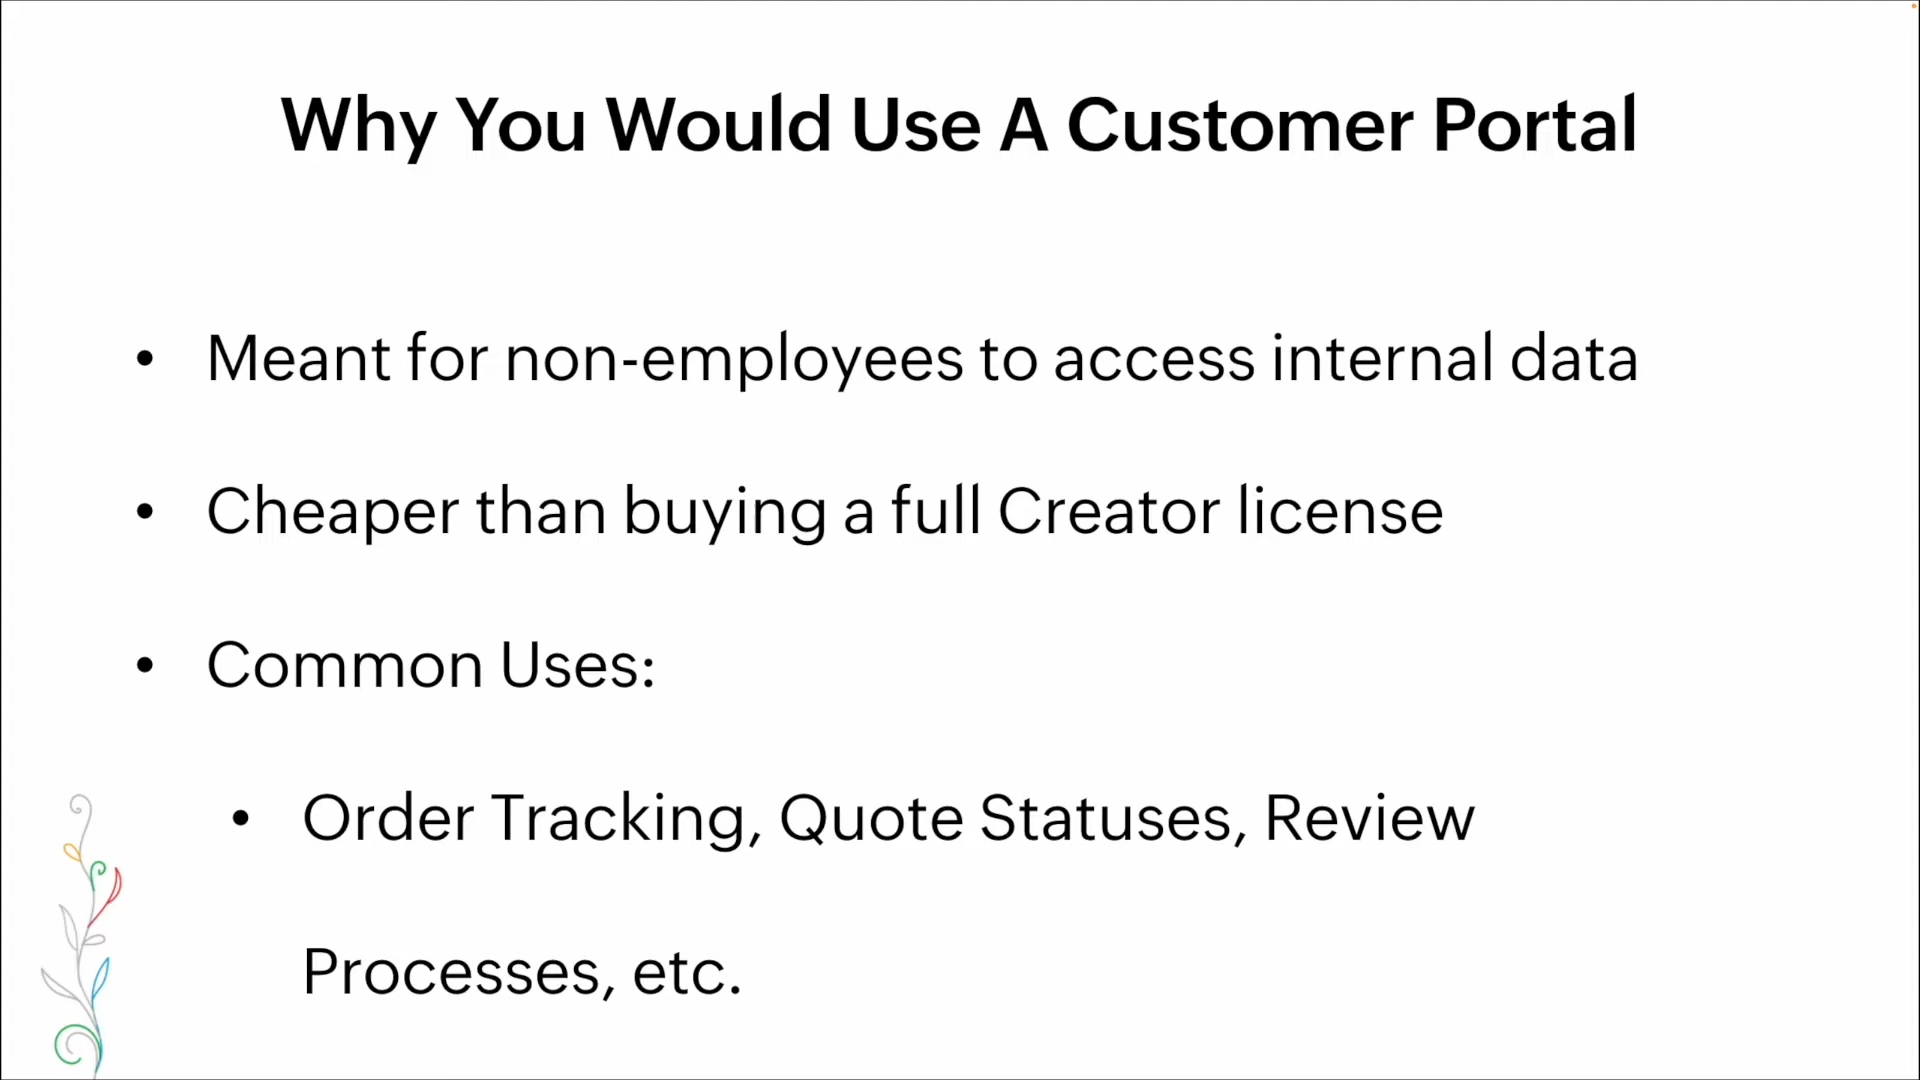 Why You Would Use A Customer Portal
• Meant for non-employees to access internal data
• Cheaper than buying a full Creator license
• Common Uses:
• Order Tracking, Quote Statuses, Review
Processes, etc.